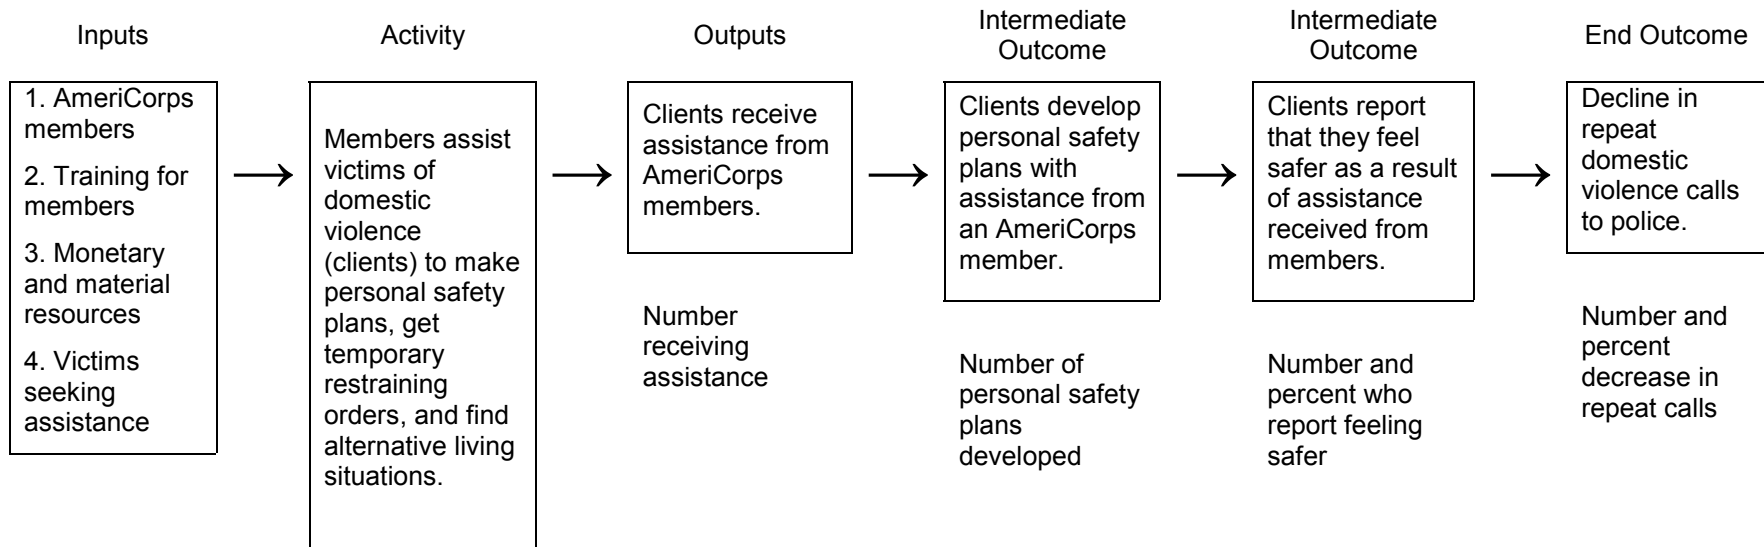 Inputs
1. AmeriCorps
members
2. Training for
members
3. Monetary
and material
resources
4. Victims
seeking
assistance
Activity
Members assist
victims of
domestic
violence
(clients) to make
personal safety
plans, get
temporary
restraining
orders, and find
alternative living
situations.
Outputs
Clients receive
assistance from
AmeriCorps
members.
Number
receiving
assistance
Intermediate
Outcome
Clients develop
personal safety
plans with
assistance from
an AmeriCorps
member.
Number of
personal safety
plans
developed
Intermediate
Outcome
Clients report
that they feel
safer as a result
of assistance
received from
members.
Number and
percent who
report feeling
safer
End Outcome
Decline in
repeat
domestic
violence calls
to police.
Number and
percent
decrease in
repeat calls